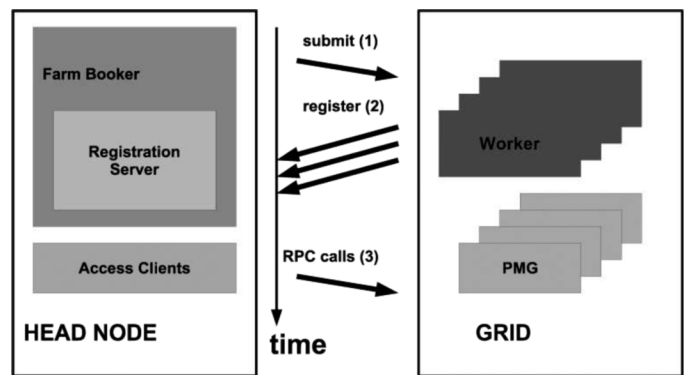 submit (1)
Farm Booker
register (2)
Registration
Server
Worker
RPC calls (3)
Access Clients
PMG
HEAD NODE
time
GRID